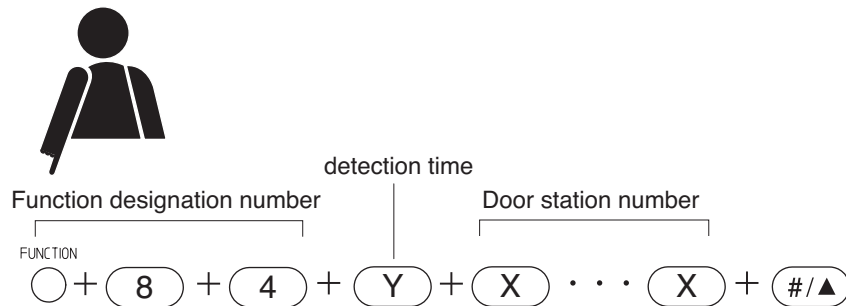 detection time
Function designation number
Door station number
FUNCTION
+ 8 + 4 + Y + X · · · X + #/▲